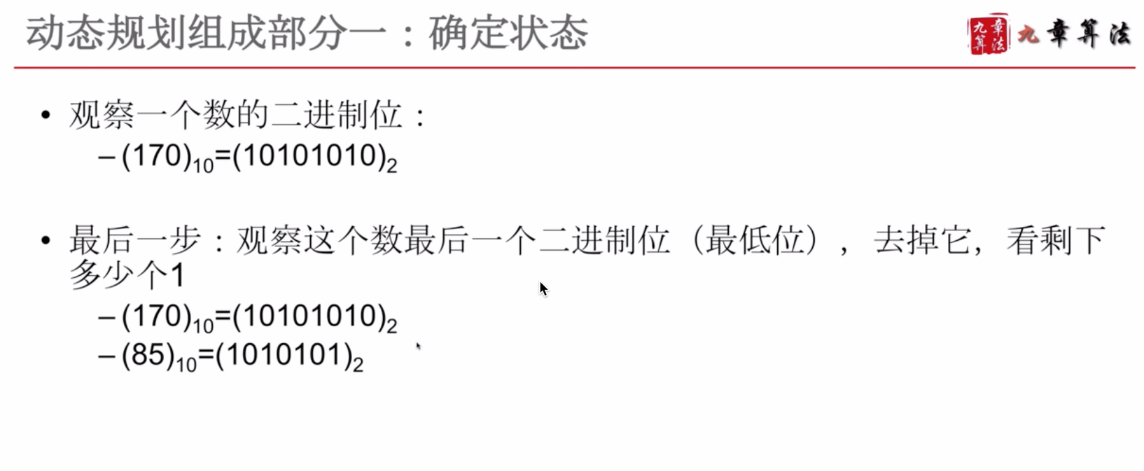 动态规划组成部分一：确定状态
九章算法 九章算法
• 观察一个数的二进制位：
– (170)₁₀=(10101010)₂
• 最后一步：观察这个数最后一个二进制位（最低位），去掉它，看剩下
多少个1
– (170)₁₀=(10101010)₂
– (85)₁₀=(1010101)₂